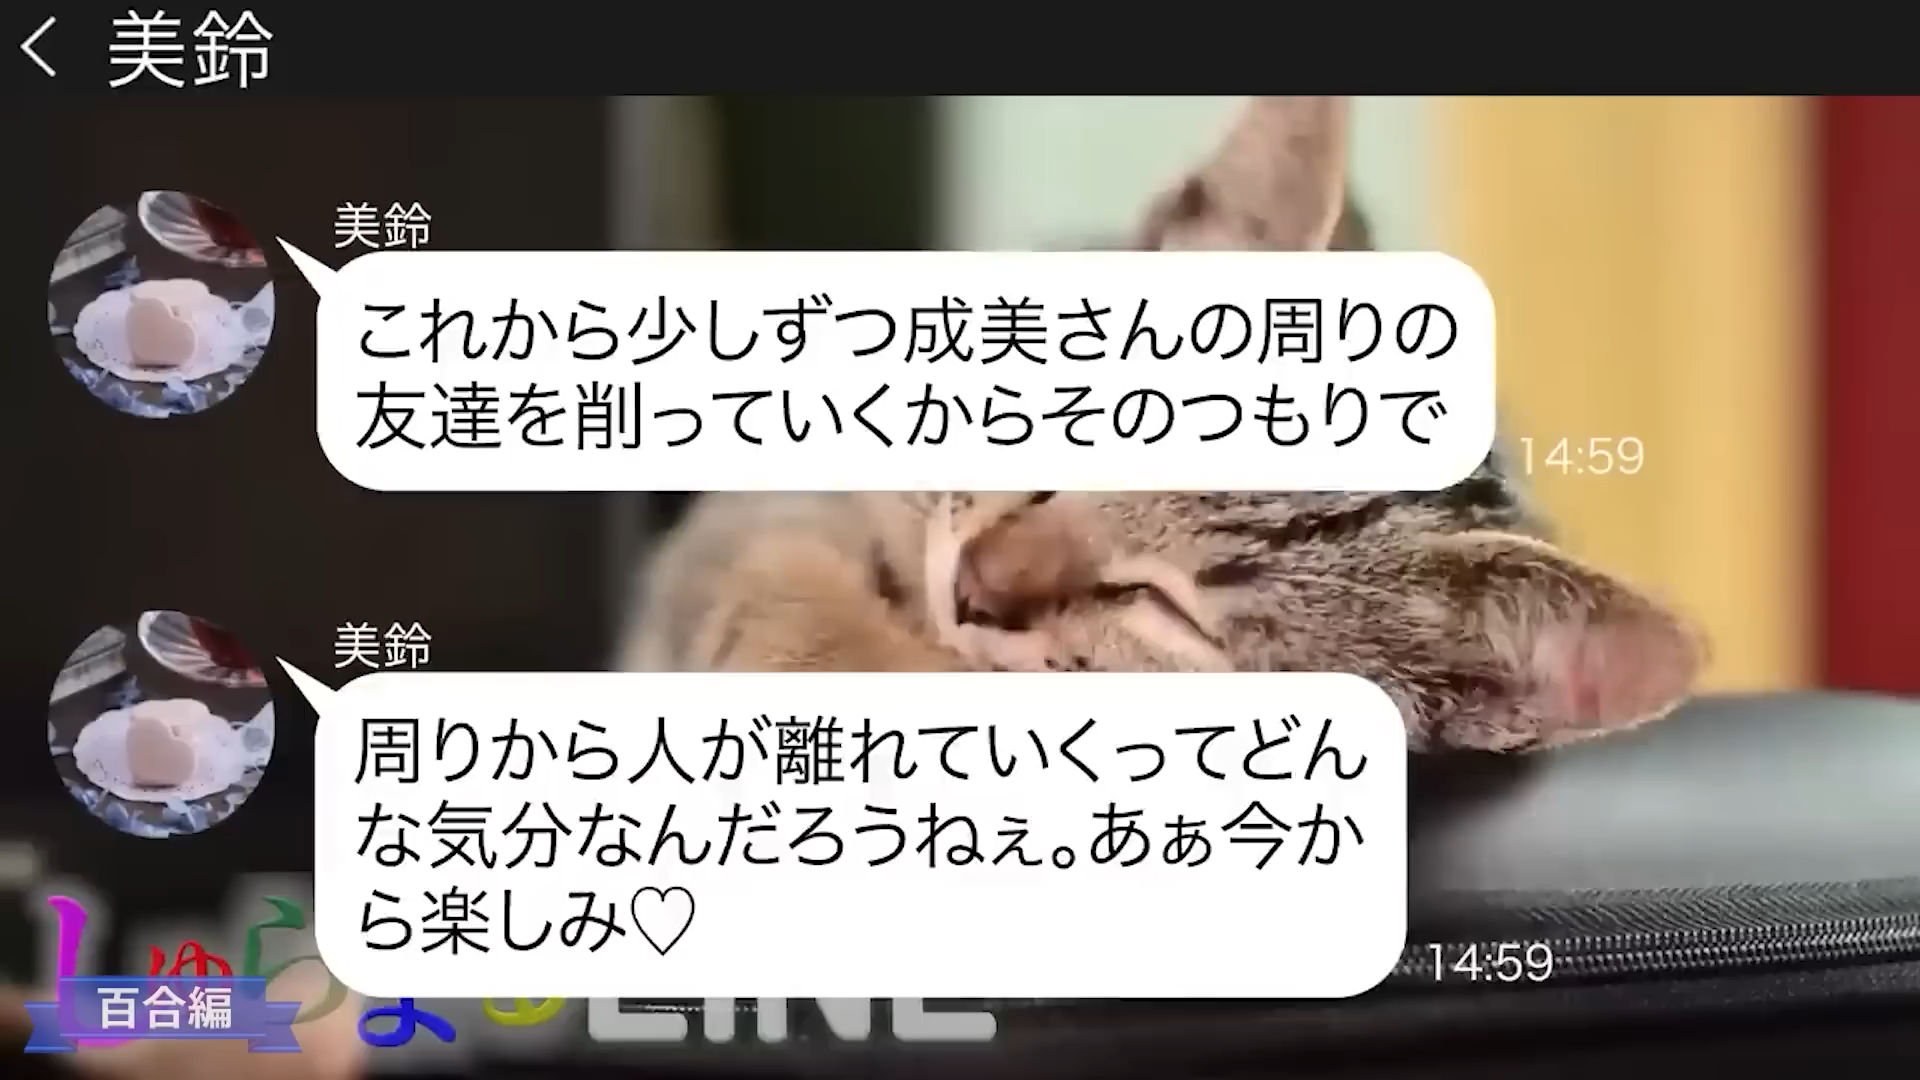 美鈴
美鈴
これから少しずつ成美さんの周りの
友達を削っていくからそのつもりで
14:59
美鈴
周りから人が離れていくってどん
な気分なんだろうねぇ。あぁ今か
ら楽しみ♡
14:59
百合編
LINE